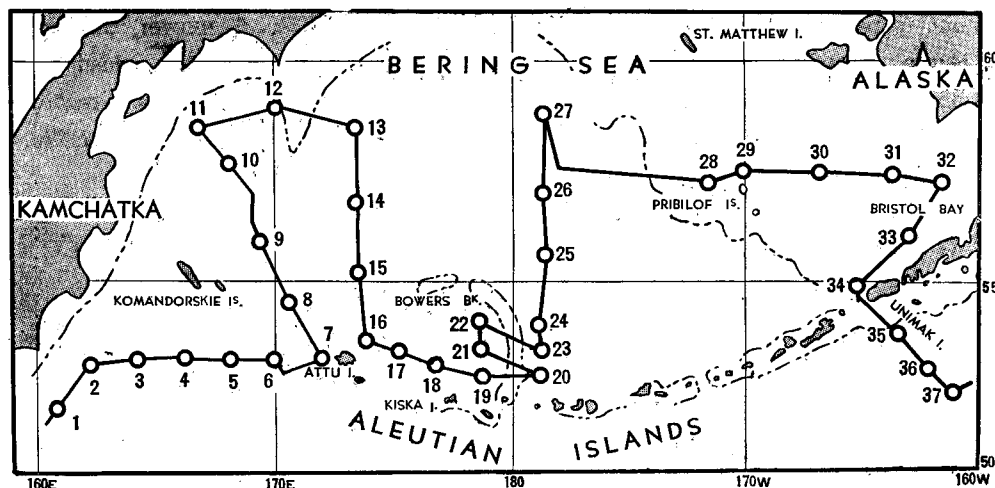 ST. MATTHEW I.
60
BERING SEA
ALASKA
12
11
13
27
10
28
29
30
31
32
14
26
KAMCHATKA
PRIBILOF IS.
BRISTOL BAY
9
33
25
15
KOMANDORSKIE IS.
8
BOWERS BK.
34
55
16
22
24
UNIMAK I.
7
21
23
35
2
3
4
5
6
ATTU I.
17
18
19
20
36
1
KISKA I.
37
ALEUTIAN ISLANDS
50
160E
170E
180
170W
160W